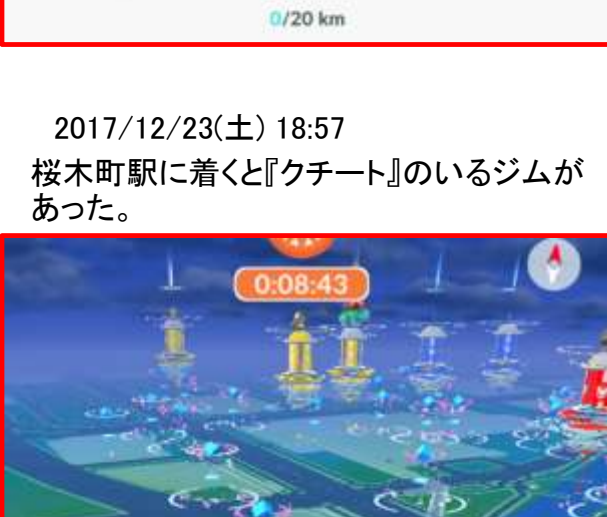 0/20 km
2017/12/23(土) 18:57
桜木町駅に着くと『クチート』のいるジムが
あった。
0:08:43